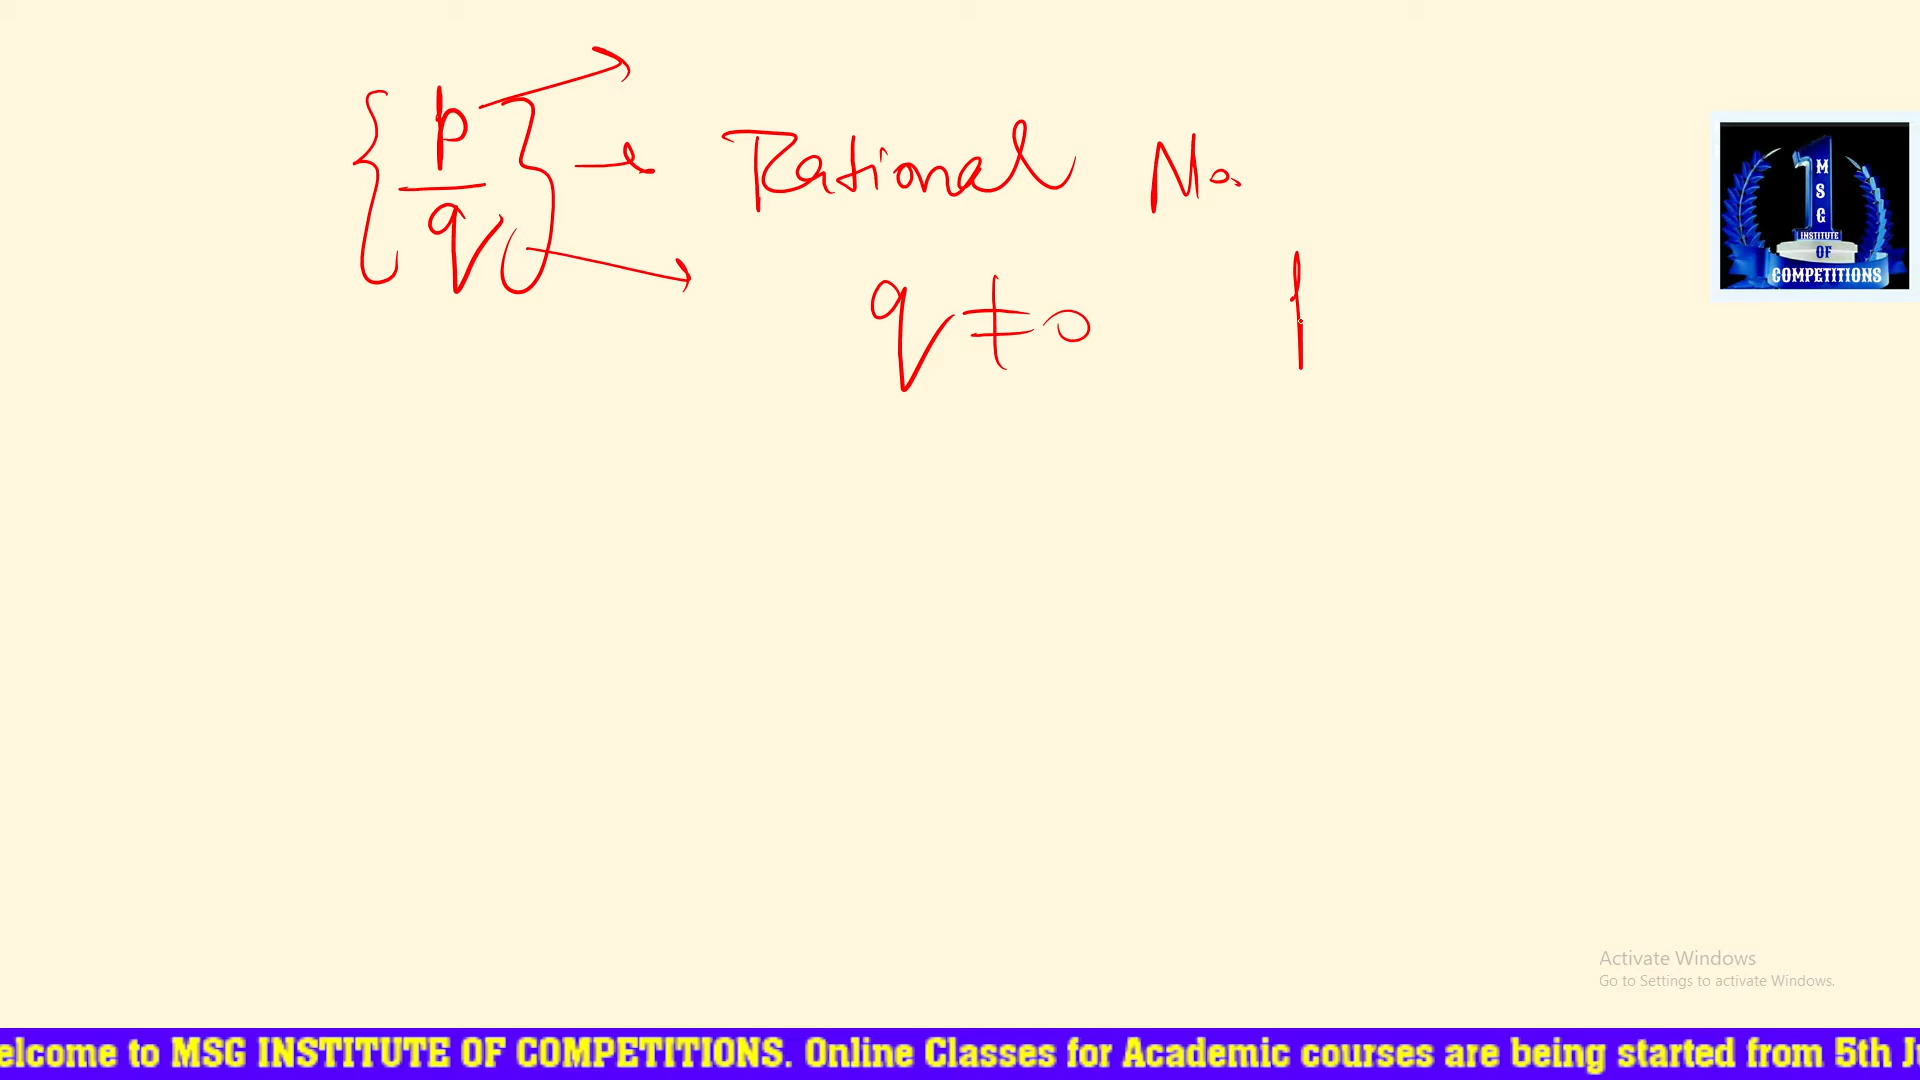 {p/q} → Rational No.
q ≠ 0
M
S
G
INSTITUTE
OF
COMPETITIONS
Activate Windows
Go to Settings to activate Windows.
elcome to MSG INSTITUTE OF COMPETITIONS. Online Classes for Academic courses are being started from 5th Ju